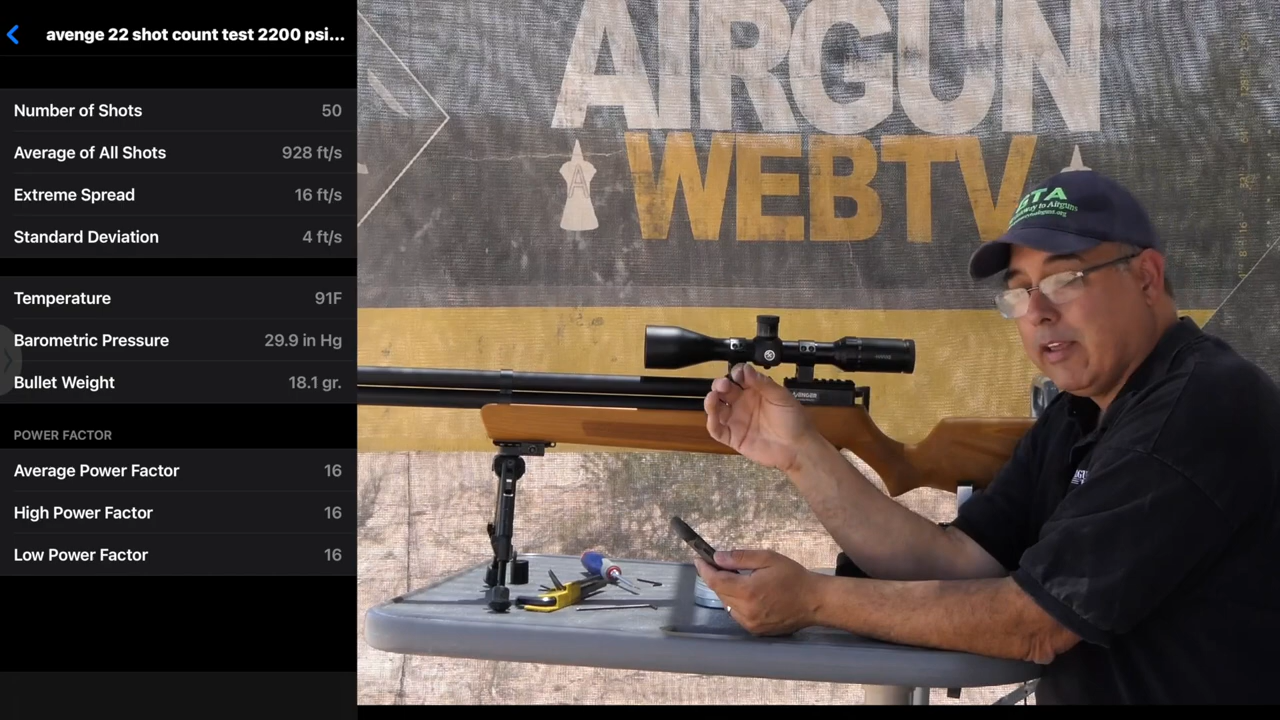 avenge 22 shot count test 2200 psi...
Number of Shots 50
Average of All Shots 928 ft/s
Extreme Spread 16 ft/s
Standard Deviation 4 ft/s
Temperature 91F
Barometric Pressure 29.9 in Hg
Bullet Weight 18.1 gr.
POWER FACTOR
Average Power Factor 16
High Power Factor 16
Low Power Factor 16
AIRGUN
WEBTV
A
GTA